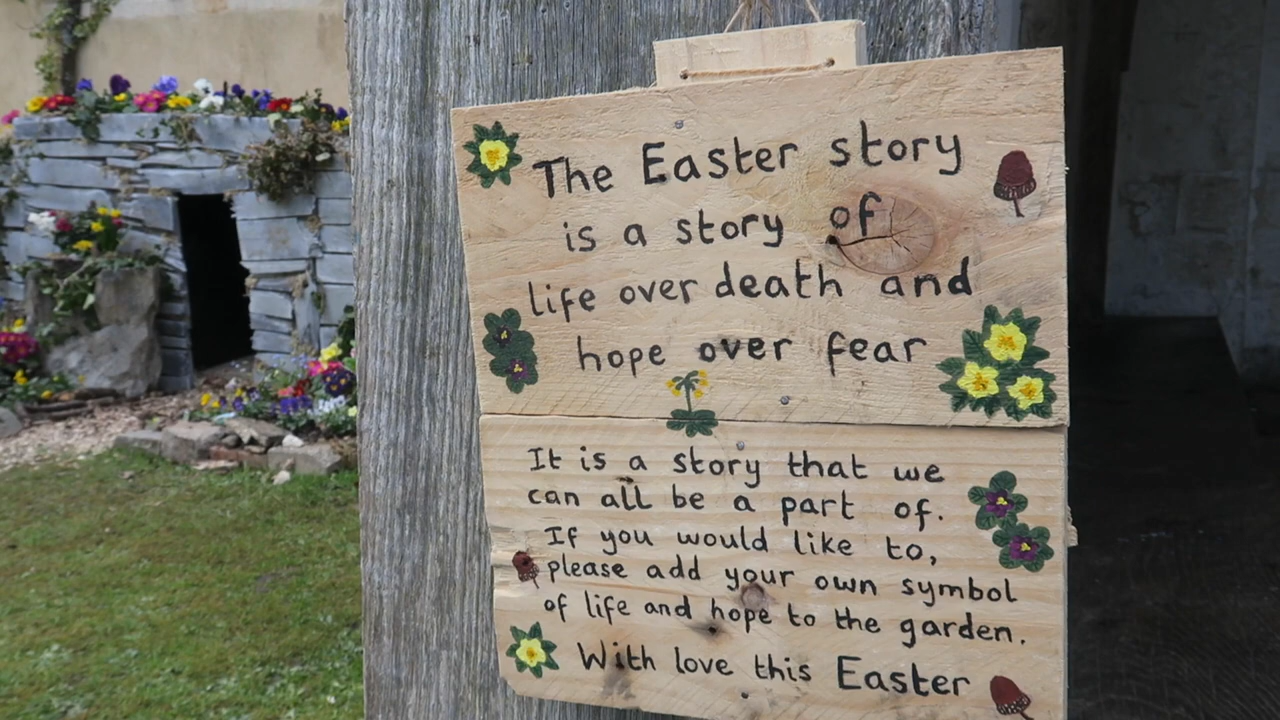 The Easter story
is a story of
life over death and
hope over fear
It is a story that we
can all be a part of.
If you would like to,
please add your own symbol
of life and hope to the garden.
With love this Easter